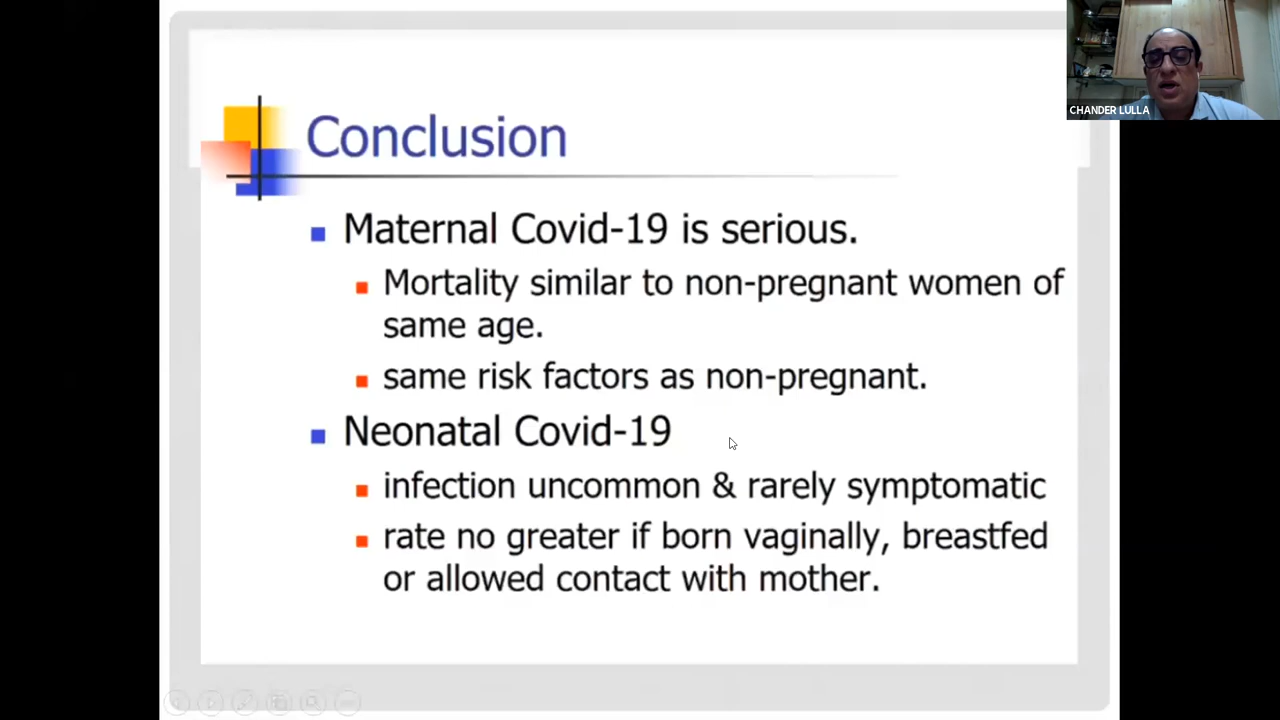 CHANDER LULLA
Conclusion
Maternal Covid-19 is serious.
Mortality similar to non-pregnant women of
same age.
same risk factors as non-pregnant.
Neonatal Covid-19
infection uncommon & rarely symptomatic
rate no greater if born vaginally, breastfed
or allowed contact with mother.